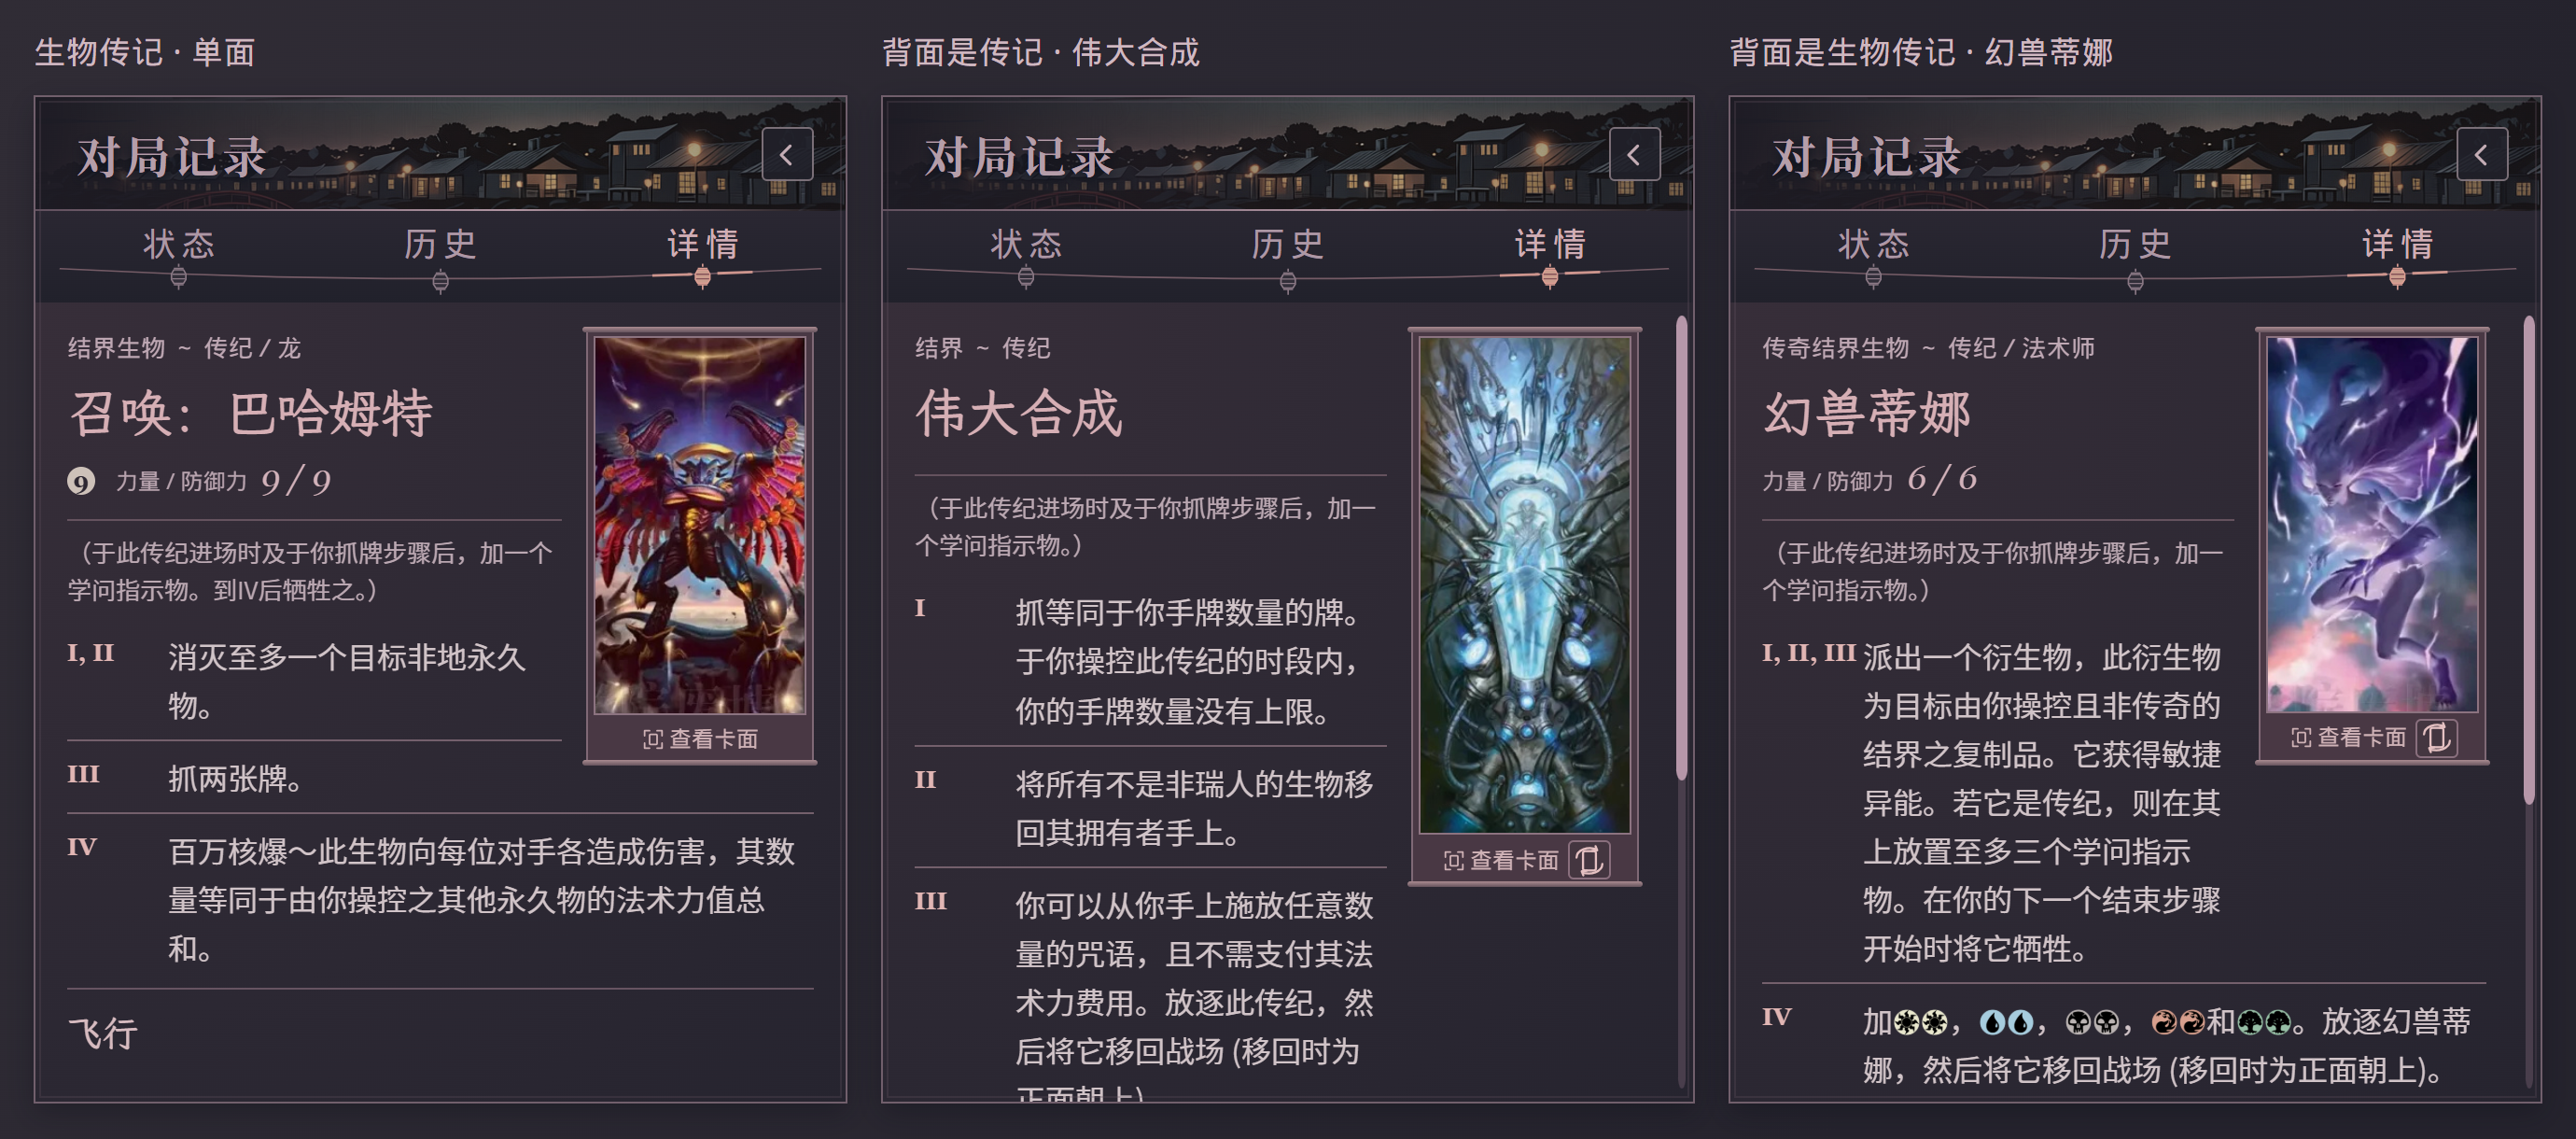 生物传记 · 单面
对局记录
状态
历史
详情
结界生物 ~ 传纪 / 龙
召唤：巴哈姆特
9 力量 / 防御力 9 / 9
（于此传纪进场时及于你抓牌步骤后，加一个
学问指示物。到IV后牺牲之。）
I, II 消灭至多一个目标非地永久
物。
III 抓两张牌。
IV 百万核爆～此生物向每位对手各造成伤害，其数
量等同于由你操控之其他永久物的法术力值总
和。
飞行
查看卡面
背面是传记 · 伟大合成
对局记录
状态
历史
详情
结界 ~ 传纪
伟大合成
（于此传纪进场时及于你抓牌步骤后，加一
个学问指示物。）
I 抓等同于你手牌数量的牌。
于你操控此传纪的时段内，
你的手牌数量没有上限。
II 将所有不是非瑞人的生物移
回其拥有者手上。
III 你可以从你手上施放任意数
量的咒语，且不需支付其法
术力费用。放逐此传纪，然
后将它移回战场 (移回时为
正面朝上)
查看卡面
背面是生物传记 · 幻兽蒂娜
对局记录
状态
历史
详情
传奇结界生物 ~ 传纪 / 法术师
幻兽蒂娜
力量 / 防御力 6 / 6
（于此传纪进场时及于你抓牌步骤后，加一
个学问指示物。）
I, II, III 派出一个衍生物，此衍生物
为目标由你操控且非传奇的
结界之复制品。它获得敏捷
异能。若它是传纪，则在其
上放置至多三个学问指示
物。在你的下一个结束步骤
开始时将它牺牲。
IV 加，，，和。放逐幻兽蒂
娜，然后将它移回战场 (移回时为正面朝上)。
查看卡面